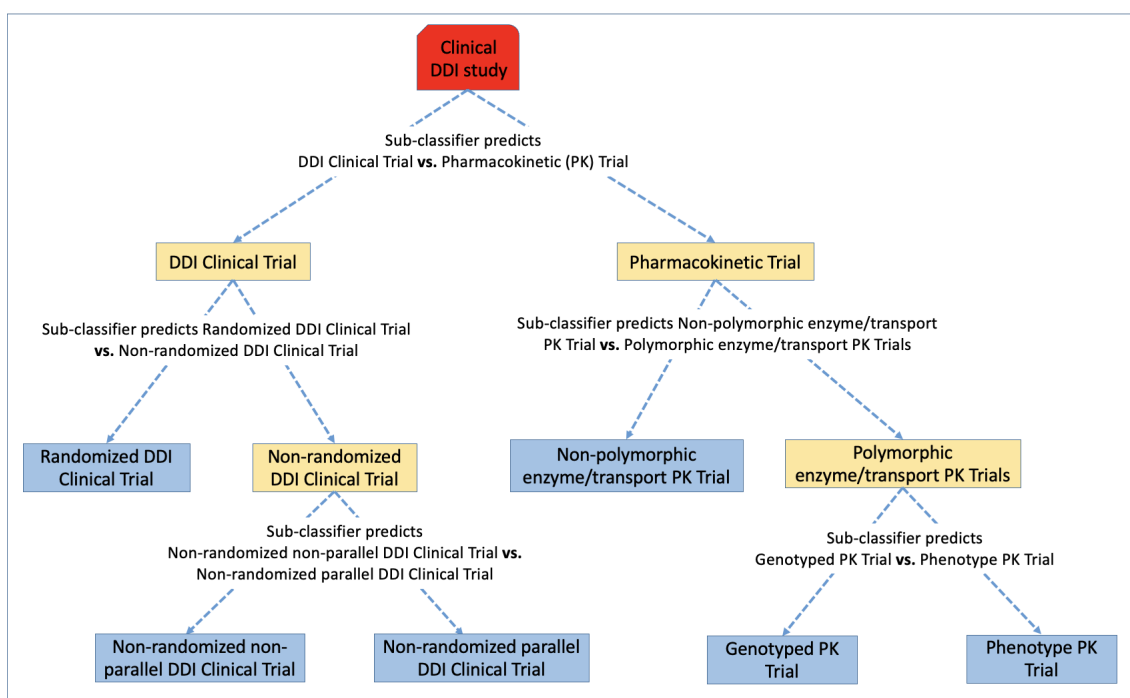 Clinical
DDI study
Sub-classifier predicts
DDI Clinical Trial vs. Pharmacokinetic (PK) Trial
DDI Clinical Trial
Pharmacokinetic Trial
Sub-classifier predicts Randomized DDI Clinical Trial
vs. Non-randomized DDI Clinical Trial
Sub-classifier predicts Non-polymorphic enzyme/transport
PK Trial vs. Polymorphic enzyme/transport PK Trials
Randomized DDI
Clinical Trial
Non-randomized
DDI Clinical Trial
Non-polymorphic
enzyme/transport PK Trial
Polymorphic
enzyme/transport PK Trials
Sub-classifier predicts
Non-randomized non-parallel DDI Clinical Trial vs.
Non-randomized parallel DDI Clinical Trial
Sub-classifier predicts
Genotyped PK Trial vs. Phenotype PK Trial
Non-randomized non-
parallel DDI Clinical Trial
Non-randomized parallel
DDI Clinical Trial
Genotyped PK
Trial
Phenotype PK
Trial